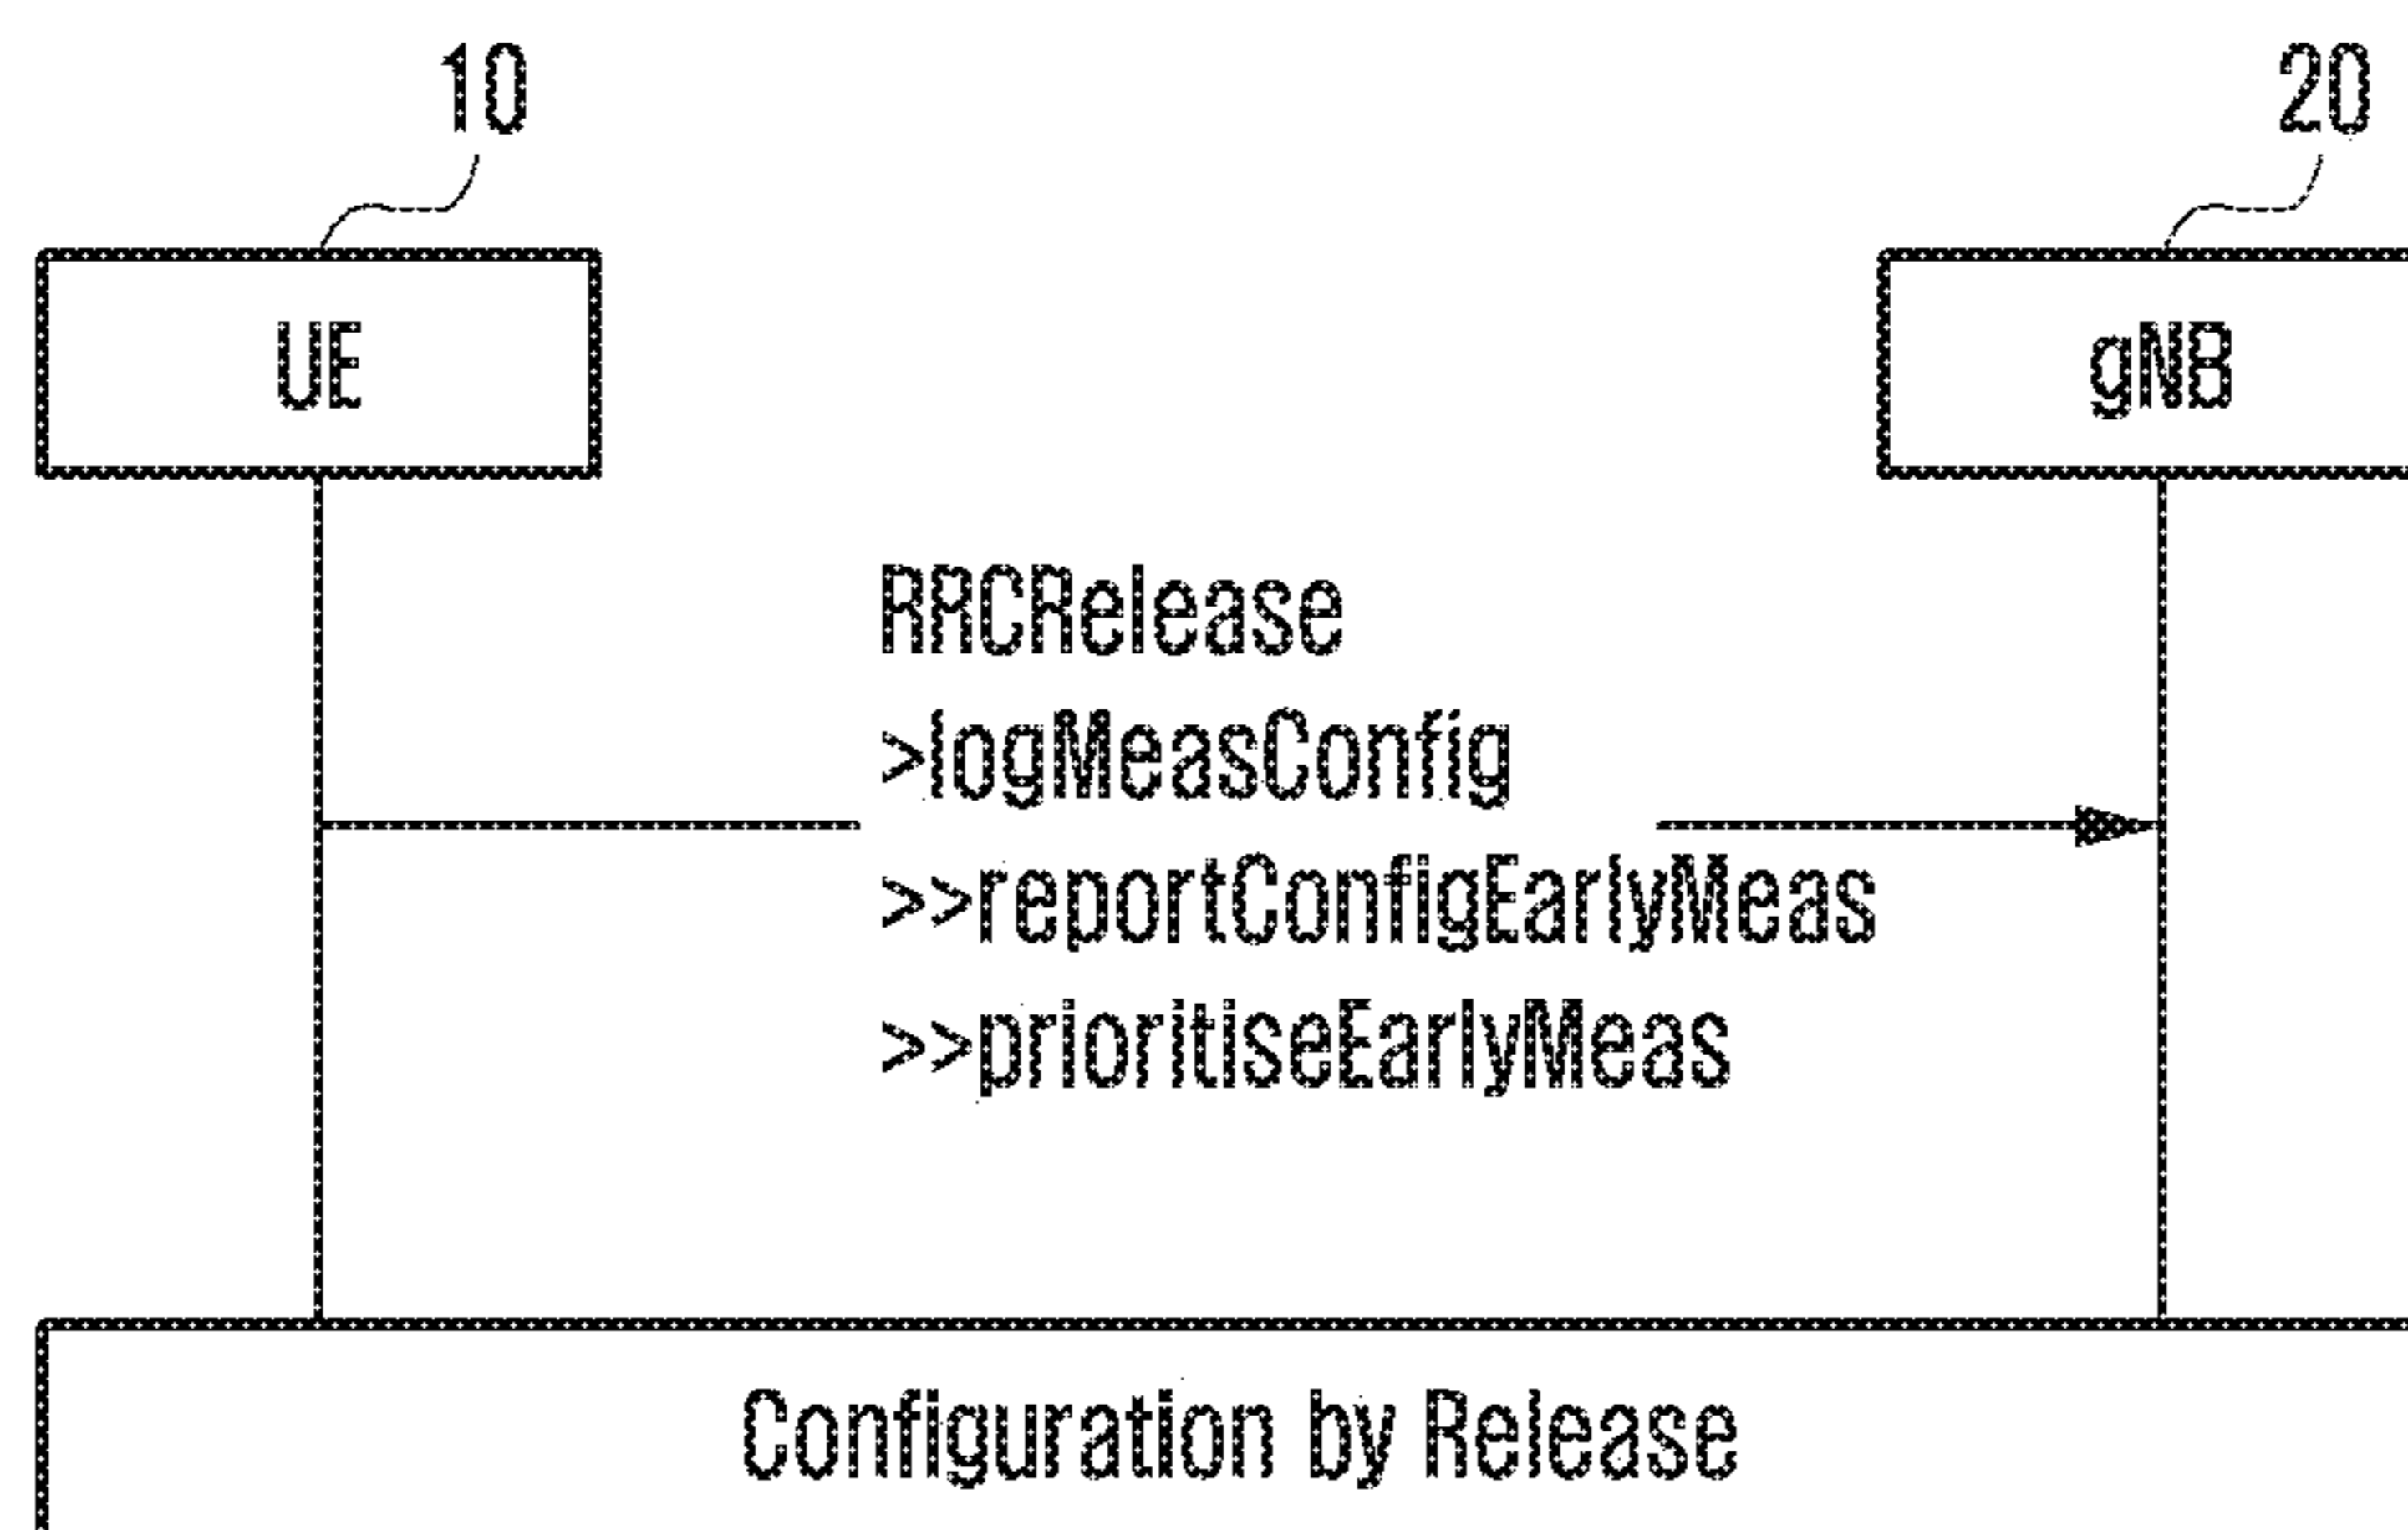 10
20
UE
gNB
RRCRelease
>logMeasConfig
>>reportConfigEarlyMeas
>>prioritiseEarlyMeas
Configuration by Release